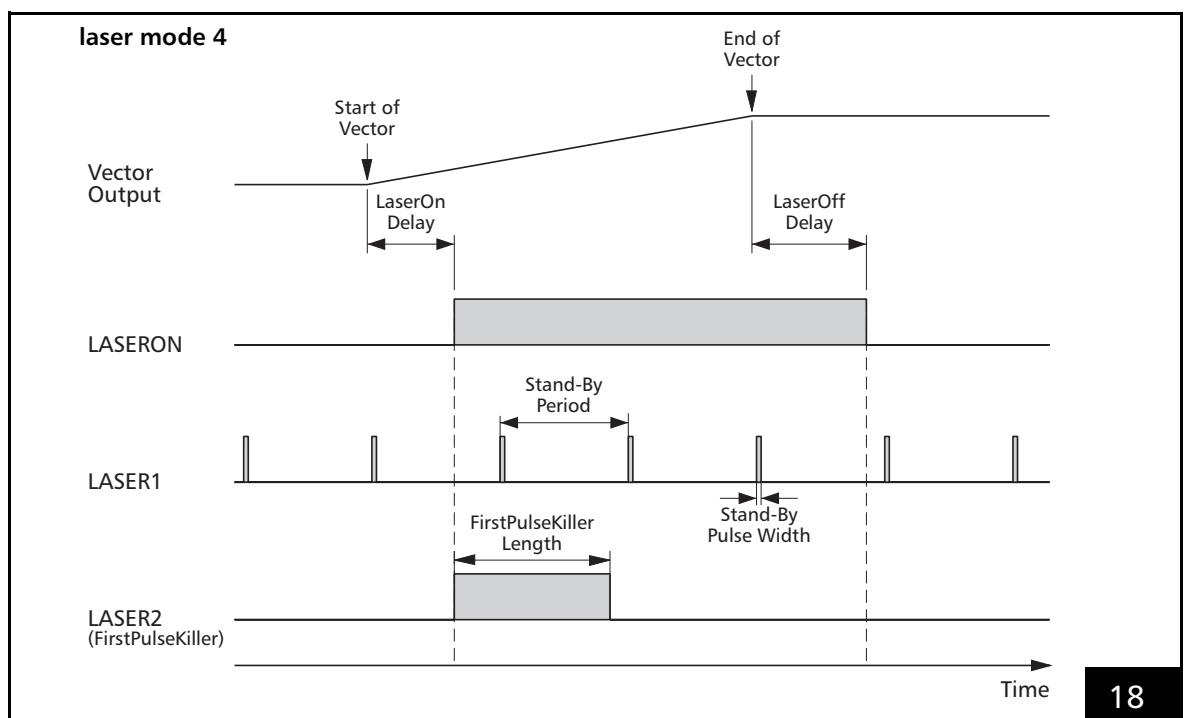 laser mode 4
End of
Vector
Start of
Vector
Vector
Output
LaserOn
Delay
LaserOff
Delay
LASERON
Stand-By
Period
LASER1
Stand-By
Pulse Width
FirstPulseKiller
Length
LASER2
(FirstPulseKiller)
Time
18